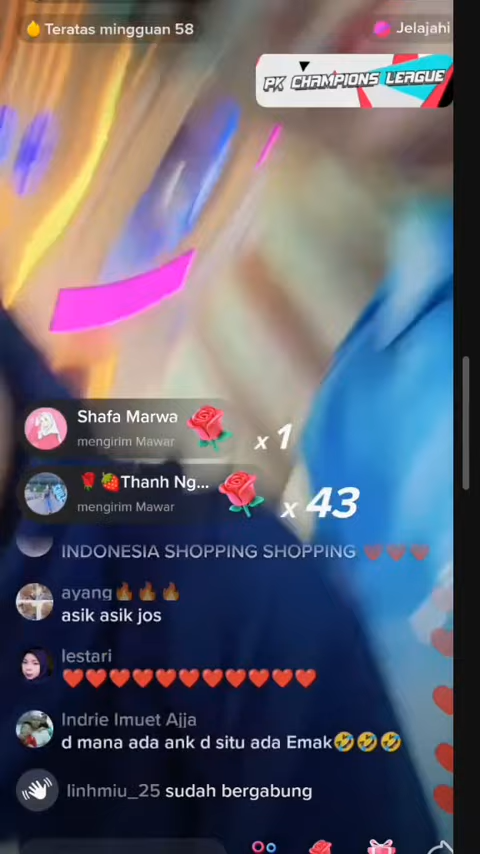 Teratas mingguan 58
Jelajahi
PK CHAMPIONS LEAGUE
Shafa Marwa
mengirim Mawar
x 1
🌹🍓Thanh Ng...
mengirim Mawar
x 43
INDONESIA SHOPPING SHOPPING ❤️❤️❤️
ayang🔥🔥🔥
asik asik jos
lestari
❤️❤️❤️❤️❤️❤️❤️❤️❤️❤️❤️
Indrie Imuet Ajja
d mana ada ank d situ ada Emak🤣🤣🤣
linhmiu_25 sudah bergabung